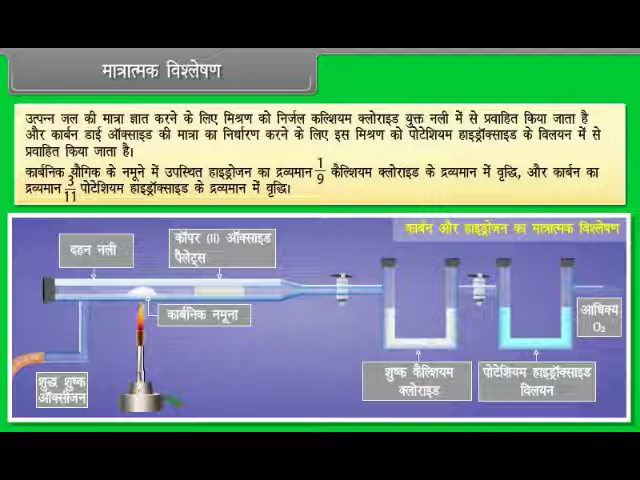 मात्रात्मक विश्लेषण
उत्पन्न जल की मात्रा ज्ञात करने के लिए मिश्रण को निर्जल कल्शियम क्लोराइड युक्त नली में से प्रवाहित किया जाता है
और कार्बन डाई ऑक्साइड की मात्रा का निर्धारण करने के लिए इस मिश्रण को पोटेशियम हाइड्रॉक्साइड के विलयन में से
प्रवाहित किया जाता है।
कार्बनिक यौगिक के नमूने में उपस्थित हाइड्रोजन का द्रव्यमान 1/9 कैल्शियम क्लोराइड के द्रव्यमान में वृद्धि, और कार्बन का
द्रव्यमान 3/11 पोटेशियम हाइड्रॉक्साइड के द्रव्यमान में वृद्धि।
कार्बन और हाइड्रोजन का मात्रात्मक विश्लेषण
दहन नली
कॉपर (II) ऑक्साइड
पैलेट्स
कार्बनिक नमूना
शुद्ध शुष्क
ऑक्सीजन
शुष्क कैल्शियम
क्लोराइड
पोटेशियम हाइड्रॉक्साइड
विलयन
आधिक्य
O₂